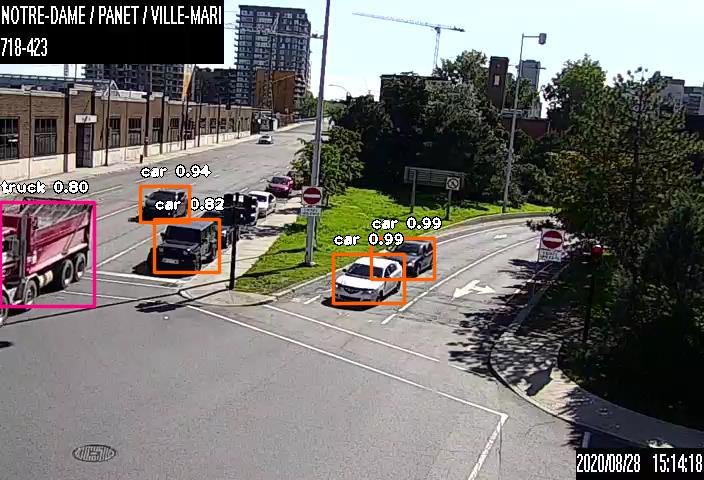 NOTRE-DAME / PANET / VILLE-MARI
718-423
car 0.94
truck 0.80
car 0.82
car 0.99
car 0.99
2020/08/28 15:14:18